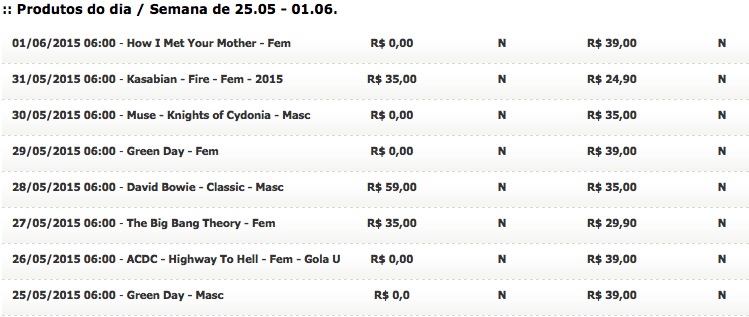 :: Produtos do dia / Semana de 25.05 - 01.06.
01/06/2015 06:00 - How I Met Your Mother - Fem R$ 0,00 N R$ 39,00 N
31/05/2015 06:00 - Kasabian - Fire - Fem - 2015 R$ 35,00 N R$ 24,90 N
30/05/2015 06:00 - Muse - Knights of Cydonia - Masc R$ 0,00 N R$ 35,00 N
29/05/2015 06:00 - Green Day - Fem R$ 0,00 N R$ 39,00 N
28/05/2015 06:00 - David Bowie - Classic - Masc R$ 59,00 N R$ 35,00 N
27/05/2015 06:00 - The Big Bang Theory - Fem R$ 35,00 N R$ 29,90 N
26/05/2015 06:00 - ACDC - Highway To Hell - Fem - Gola U R$ 0,00 N R$ 39,00 N
25/05/2015 06:00 - Green Day - Masc R$ 0,0 N R$ 39,00 N